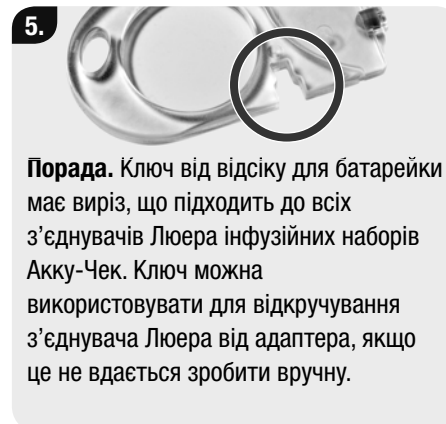 5.
Порада. Ключ від відсіку для батарейки
має виріз, що підходить до всіх
з’єднувачів Люера інфузійних наборів
Акку-Чек. Ключ можна
використовувати для відкручування
з’єднувача Люера від адаптера, якщо
це не вдається зробити вручну.